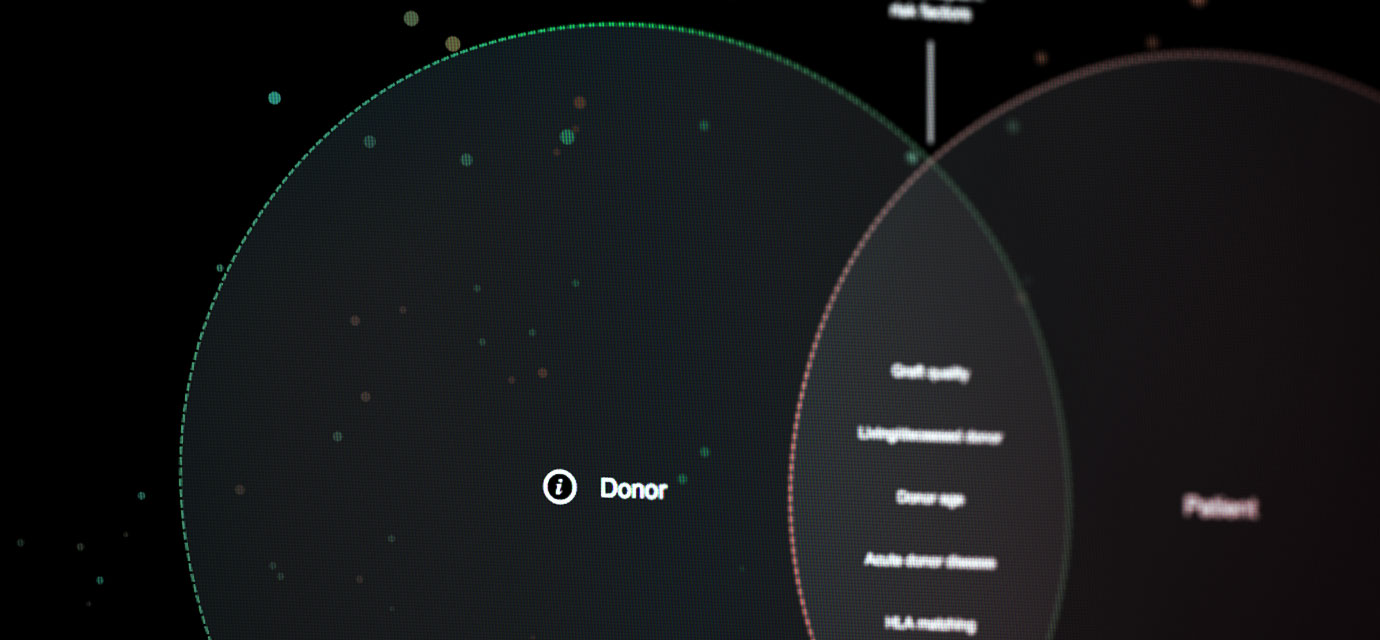 risk factors
Graft quality
Living/deceased donor
i Donor
Donor age
Patient
Acute donor disease
HLA matching